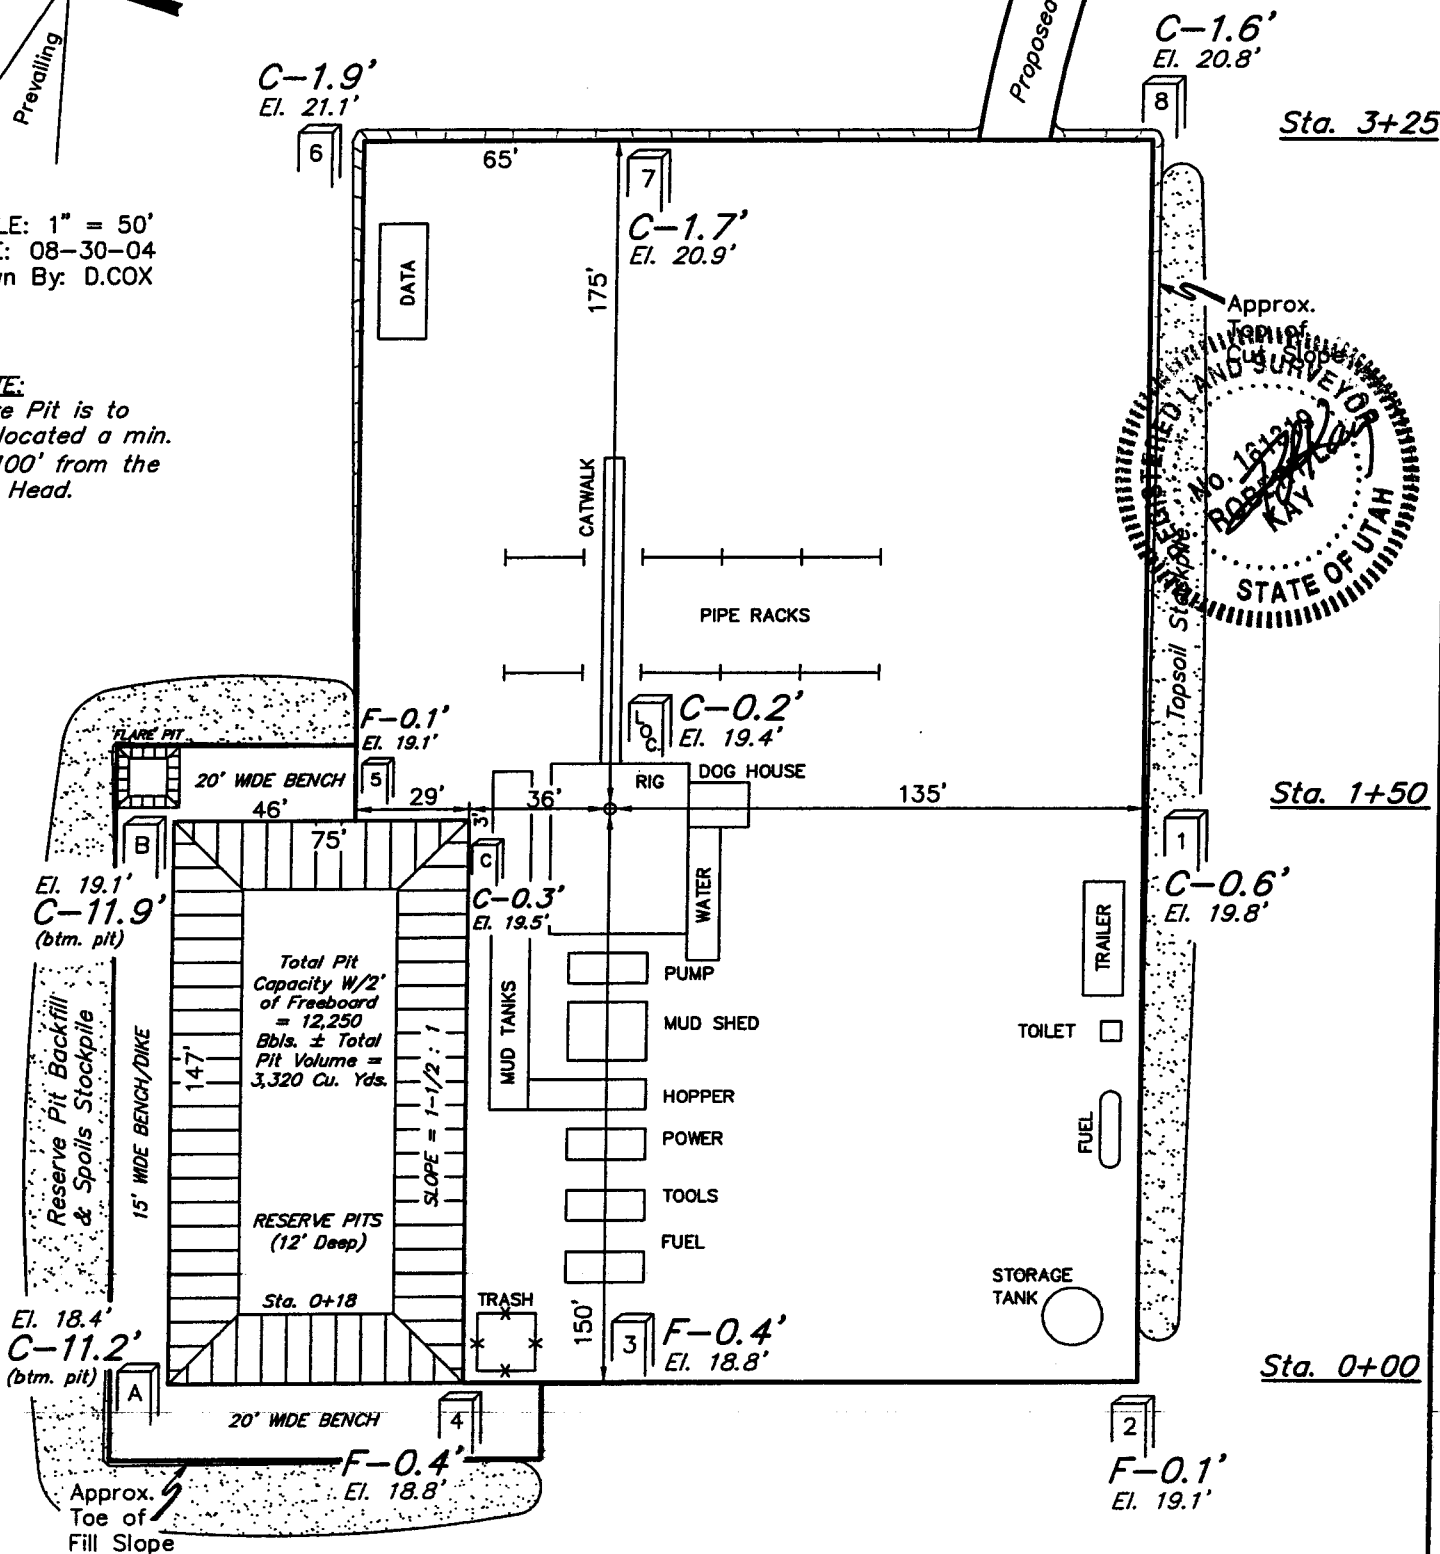 Proposed
C-1.6'
El. 20.8'
8
Sta. 3+25
Prevailing
C-1.9'
El. 21.1'
6
65'
7
C-1.7'
El. 20.9'
175'
DATA
LE: 1" = 50'
E: 08-30-04
n By: D.COX
Approx.
Top of
Cut Slope
TE:
e Pit is to
located a min.
100' from the
Head.
REGISTERED LAND SURVEYOR
No. 161319
KAY
STATE OF UTAH
Topsoil Stockpile
CATWALK
PIPE RACKS
F-0.1'
El. 19.1'
5
LOC.
C-0.2'
El. 19.4'
FLARE PIT
20' WIDE BENCH
RIG
DOG HOUSE
46'
29'
36'
135'
Sta. 1+50
75'
3'
B
El. 19.1'
C-11.9'
(btm. pit)
C
C-0.3'
El. 19.5'
WATER
1
C-0.6'
El. 19.8'
TRAILER
Total Pit
Capacity W/2'
of Freeboard
= 12,250
Bbls. ± Total
Pit Volume =
3,320 Cu. Yds.
PUMP
MUD SHED
MUD TANKS
TOILET
HOPPER
POWER
FUEL
TOOLS
FUEL
Reserve Pit Backfill
& Spoils Stockpile
15' WIDE BENCH/DIKE
147'
SLOPE = 1-1/2 : 1
RESERVE PITS
(12' Deep)
Sta. 0+18
TRASH
STORAGE
TANK
El. 18.4'
C-11.2'
(btm. pit)
A
150'
3
F-0.4'
El. 18.8'
Sta. 0+00
20' WIDE BENCH
4
F-0.4'
El. 18.8'
2
F-0.1'
El. 19.1'
Approx.
Toe of
Fill Slope